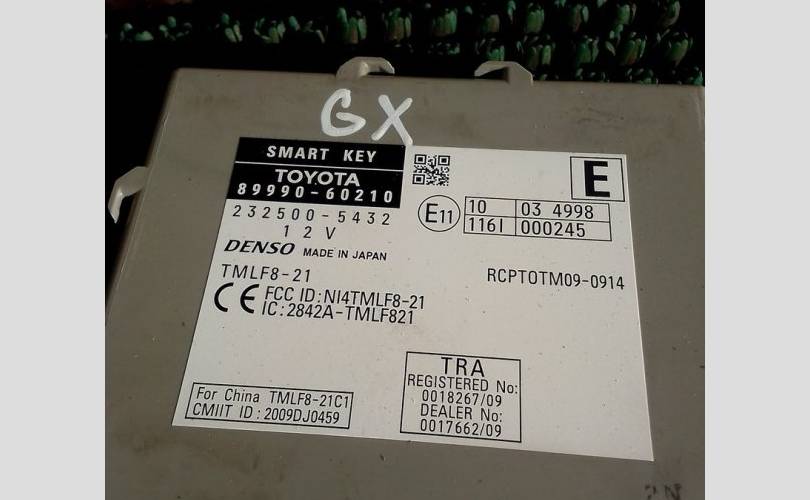 GX
SMART KEY
TOYOTA
89990-60210
232500-5432
12V
DENSO MADE IN JAPAN
TMLF8-21
CE FCC ID:NI4TMLF8-21
IC:2842A-TMLF821
E
E11
10 03 4998
116I 000245
RCPTOTM09-0914
For China TMLF8-21C1
CMIIT ID:2009DJ0459
TRA
REGISTERED No:
0018267/09
DEALER No:
0017662/09